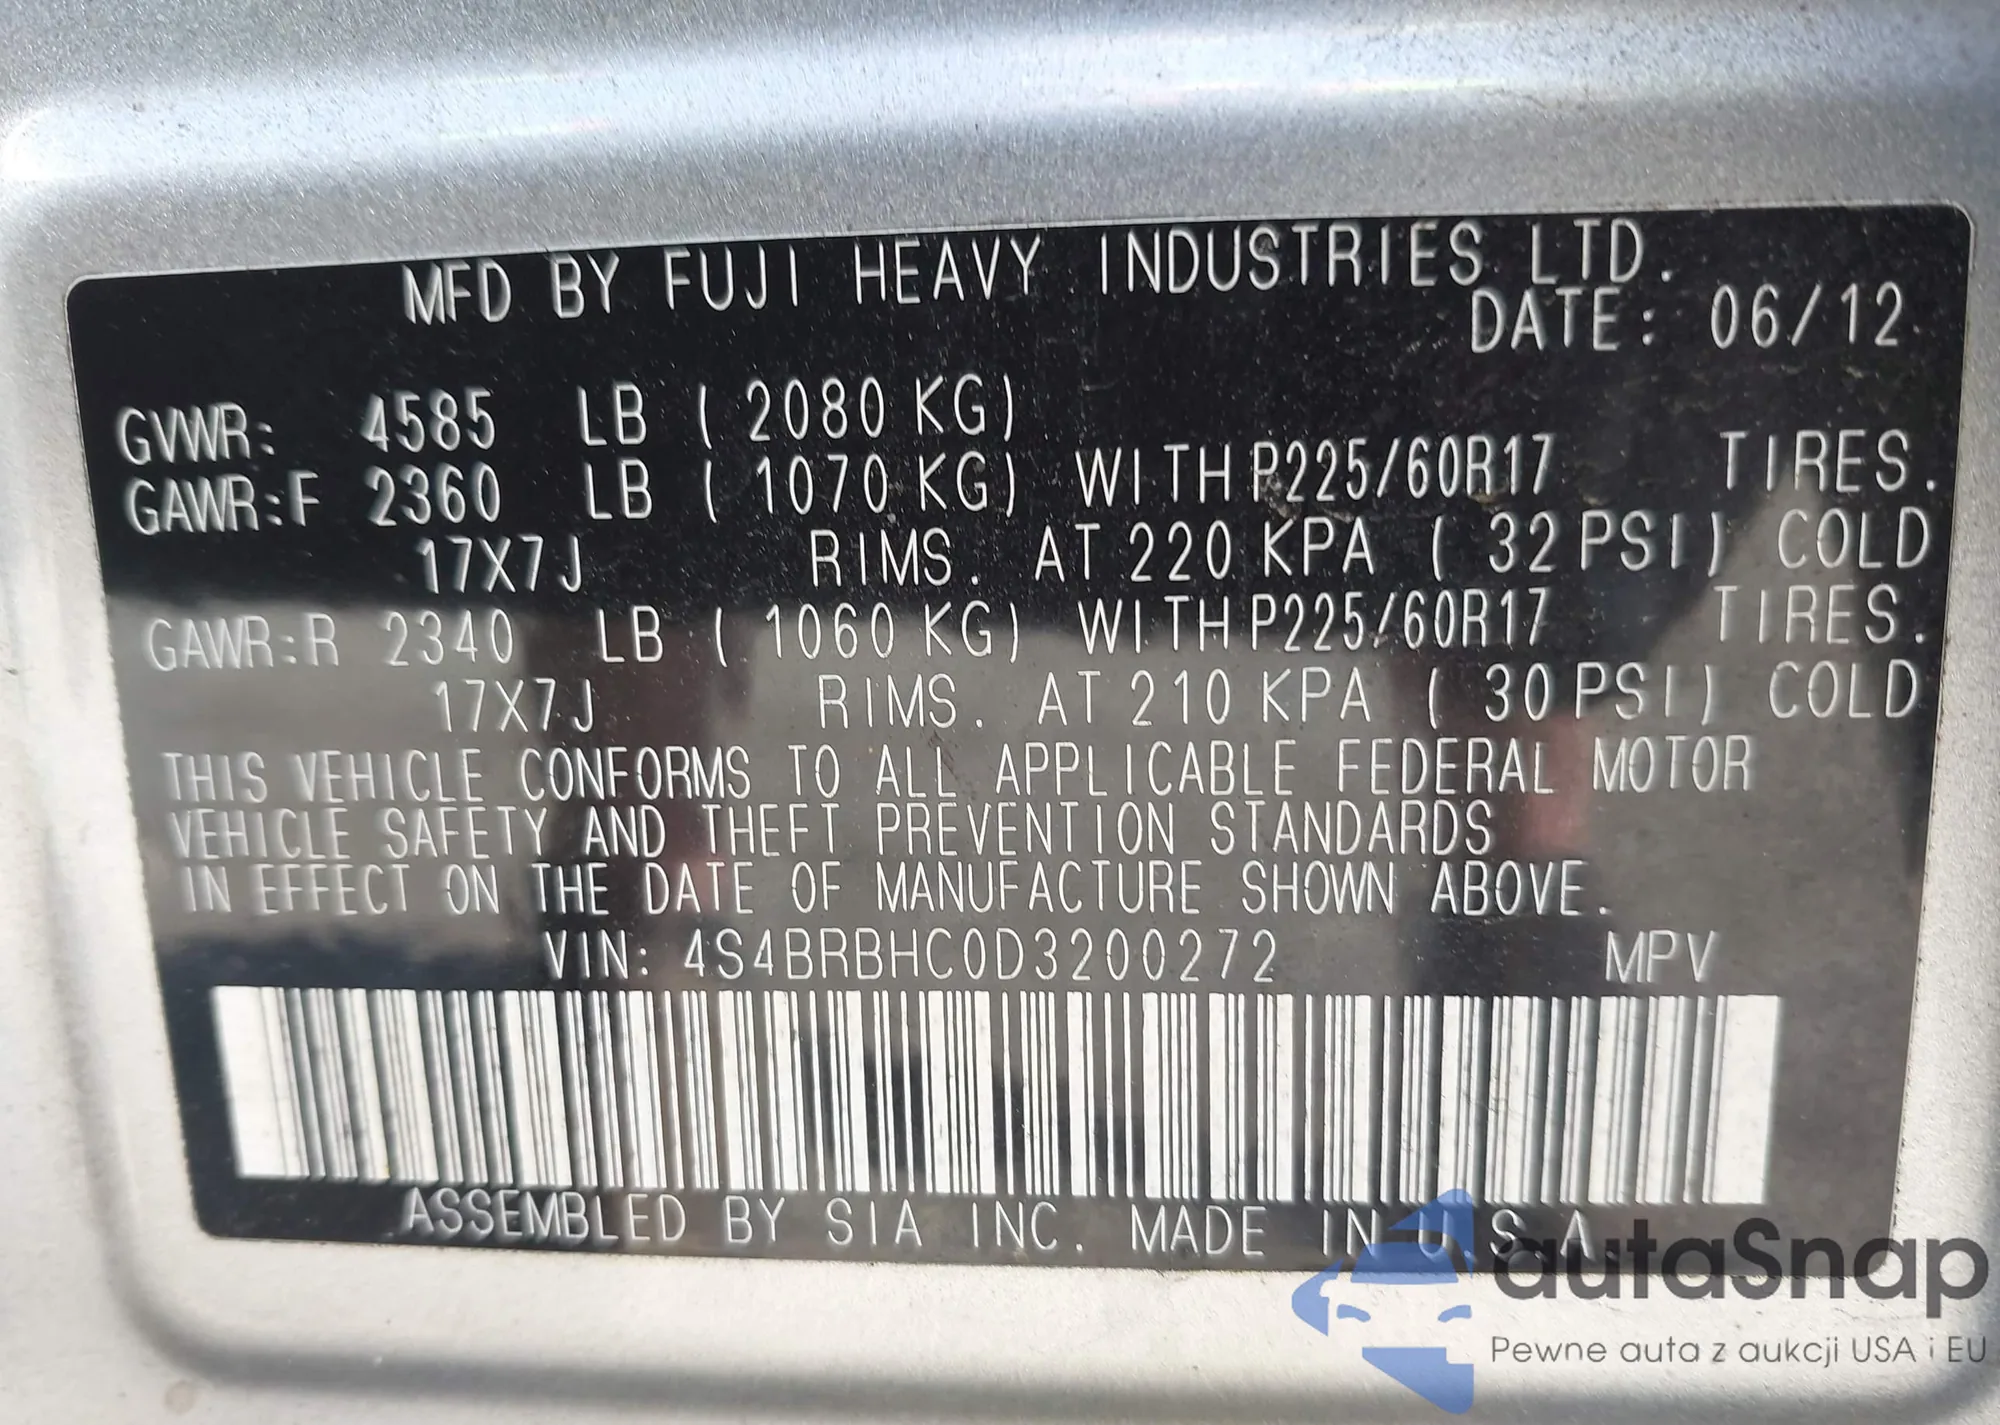 MFD BY FUJI HEAVY INDUSTRIES LTD.
DATE: 06/12
GVWR: 4585 LB ( 2080 KG)
GAWR:F 2360 LB ( 1070 KG) WITH P225/60R17 TIRES.
17X7J RIMS. AT 220 KPA ( 32 PSI) COLD
GAWR:R 2340 LB ( 1060 KG) WITH P225/60R17 TIRES.
17X7J RIMS. AT 210 KPA ( 30 PSI) COLD
THIS VEHICLE CONFORMS TO ALL APPLICABLE FEDERAL MOTOR
VEHICLE SAFETY AND THEFT PREVENTION STANDARDS
IN EFFECT ON THE DATE OF MANUFACTURE SHOWN ABOVE.
VIN: 4S4BRBHC0D3200272 MPV
ASSEMBLED BY SIA INC. MADE IN U.S.A.
autaSnap
Pewne auta z aukcji USA i EU